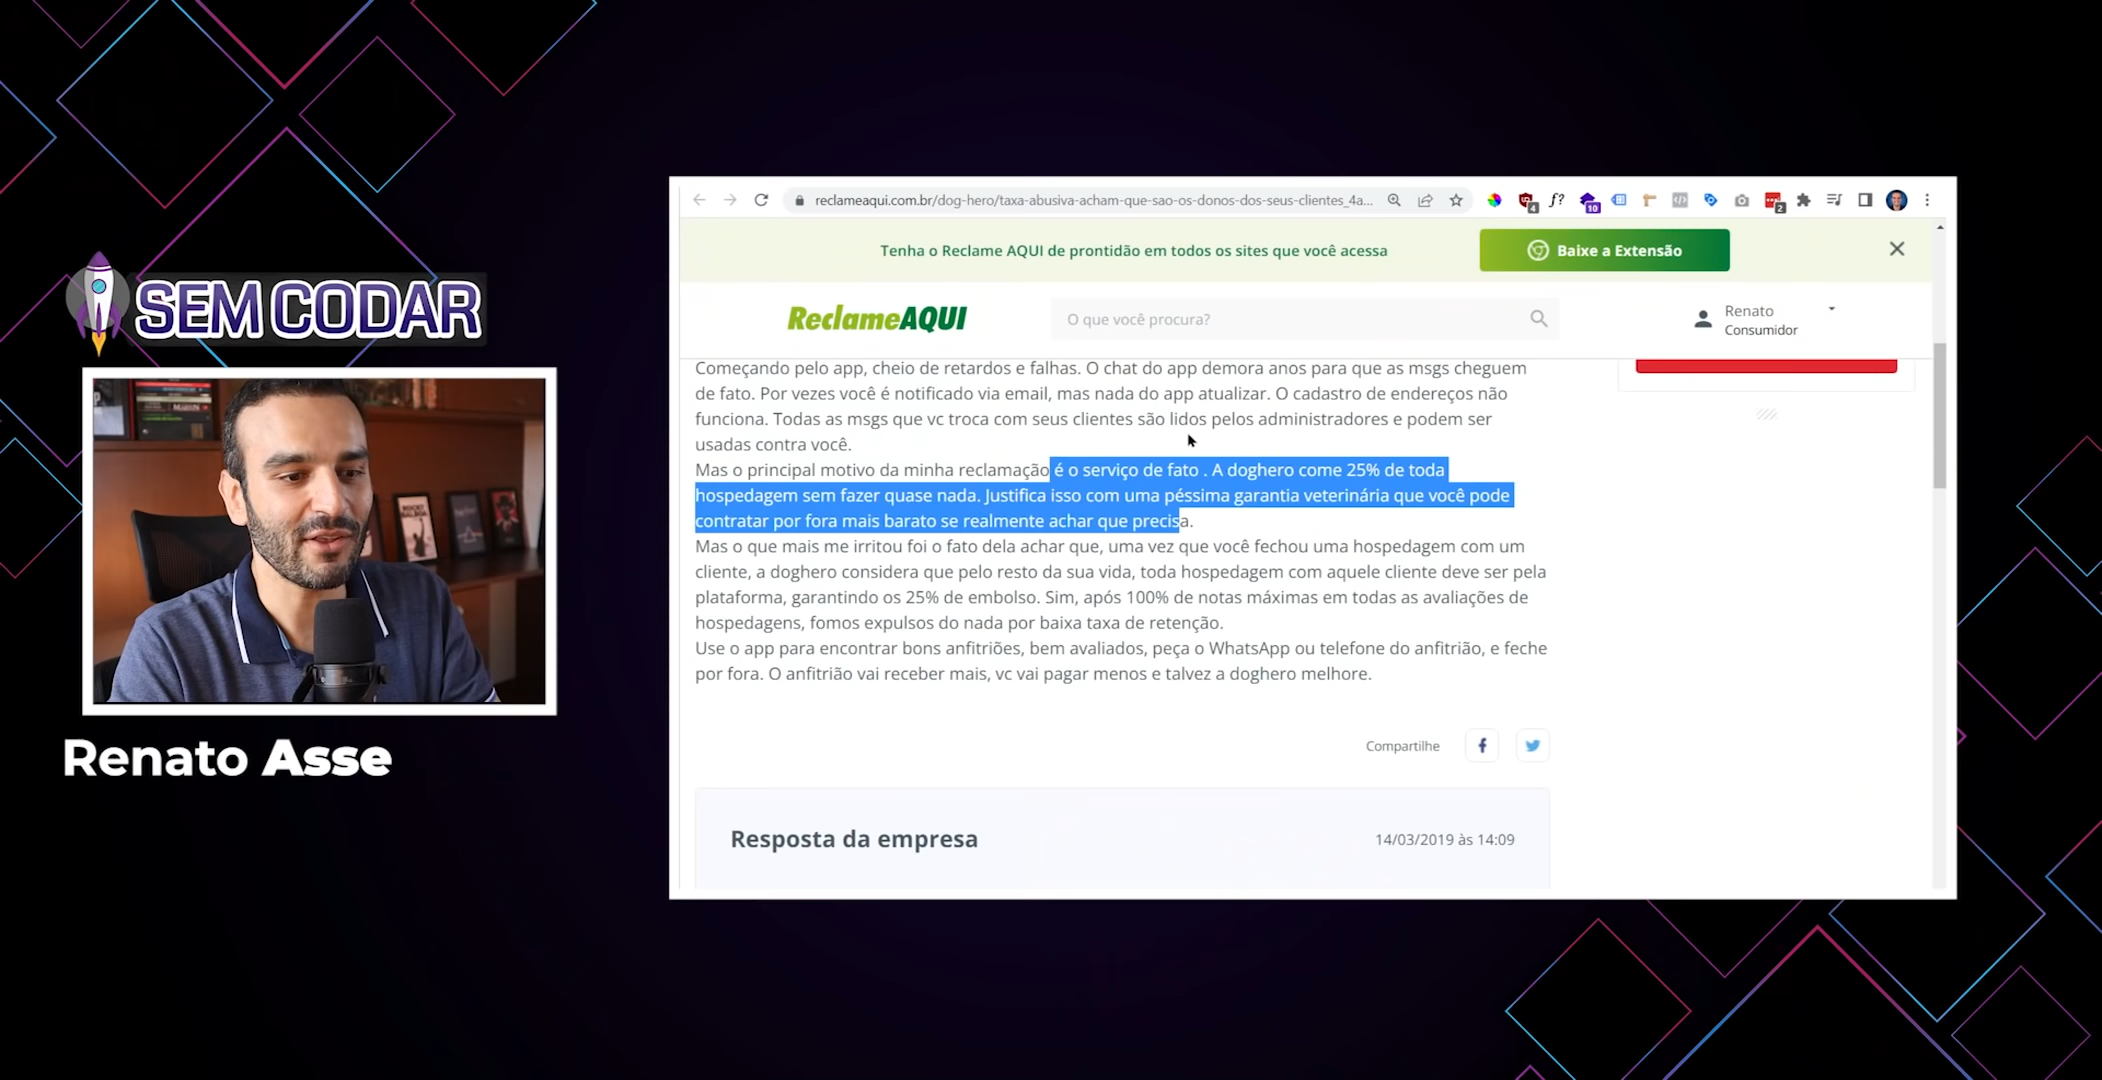 SEM CODAR
Renato Asse
reclameaqui.com.br/dog-hero/taxa-abusiva-acham-que-sao-os-donos-dos-seus-clientes_4a...
f?
4
10
2
Tenha o Reclame AQUI de prontidão em todos os sites que você acessa
Baixe a Extensão
ReclameAQUI
O que você procura?
Renato
Consumidor
Começando pelo app, cheio de retardos e falhas. O chat do app demora anos para que as msgs cheguem
de fato. Por vezes você é notificado via email, mas nada do app atualizar. O cadastro de endereços não
funciona. Todas as msgs que vc troca com seus clientes são lidos pelos administradores e podem ser
usadas contra você.
Mas o principal motivo da minha reclamação é o serviço de fato . A doghero come 25% de toda
hospedagem sem fazer quase nada. Justifica isso com uma péssima garantia veterinária que você pode
contratar por fora mais barato se realmente achar que precisa.
Mas o que mais me irritou foi o fato dela achar que, uma vez que você fechou uma hospedagem com um
cliente, a doghero considera que pelo resto da sua vida, toda hospedagem com aquele cliente deve ser pela
plataforma, garantindo os 25% de embolso. Sim, após 100% de notas máximas em todas as avaliações de
hospedagens, fomos expulsos do nada por baixa taxa de retenção.
Use o app para encontrar bons anfitriões, bem avaliados, peça o WhatsApp ou telefone do anfitrião, e feche
por fora. O anfitrião vai receber mais, vc vai pagar menos e talvez a doghero melhore.
Compartilhe
Resposta da empresa
14/03/2019 às 14:09